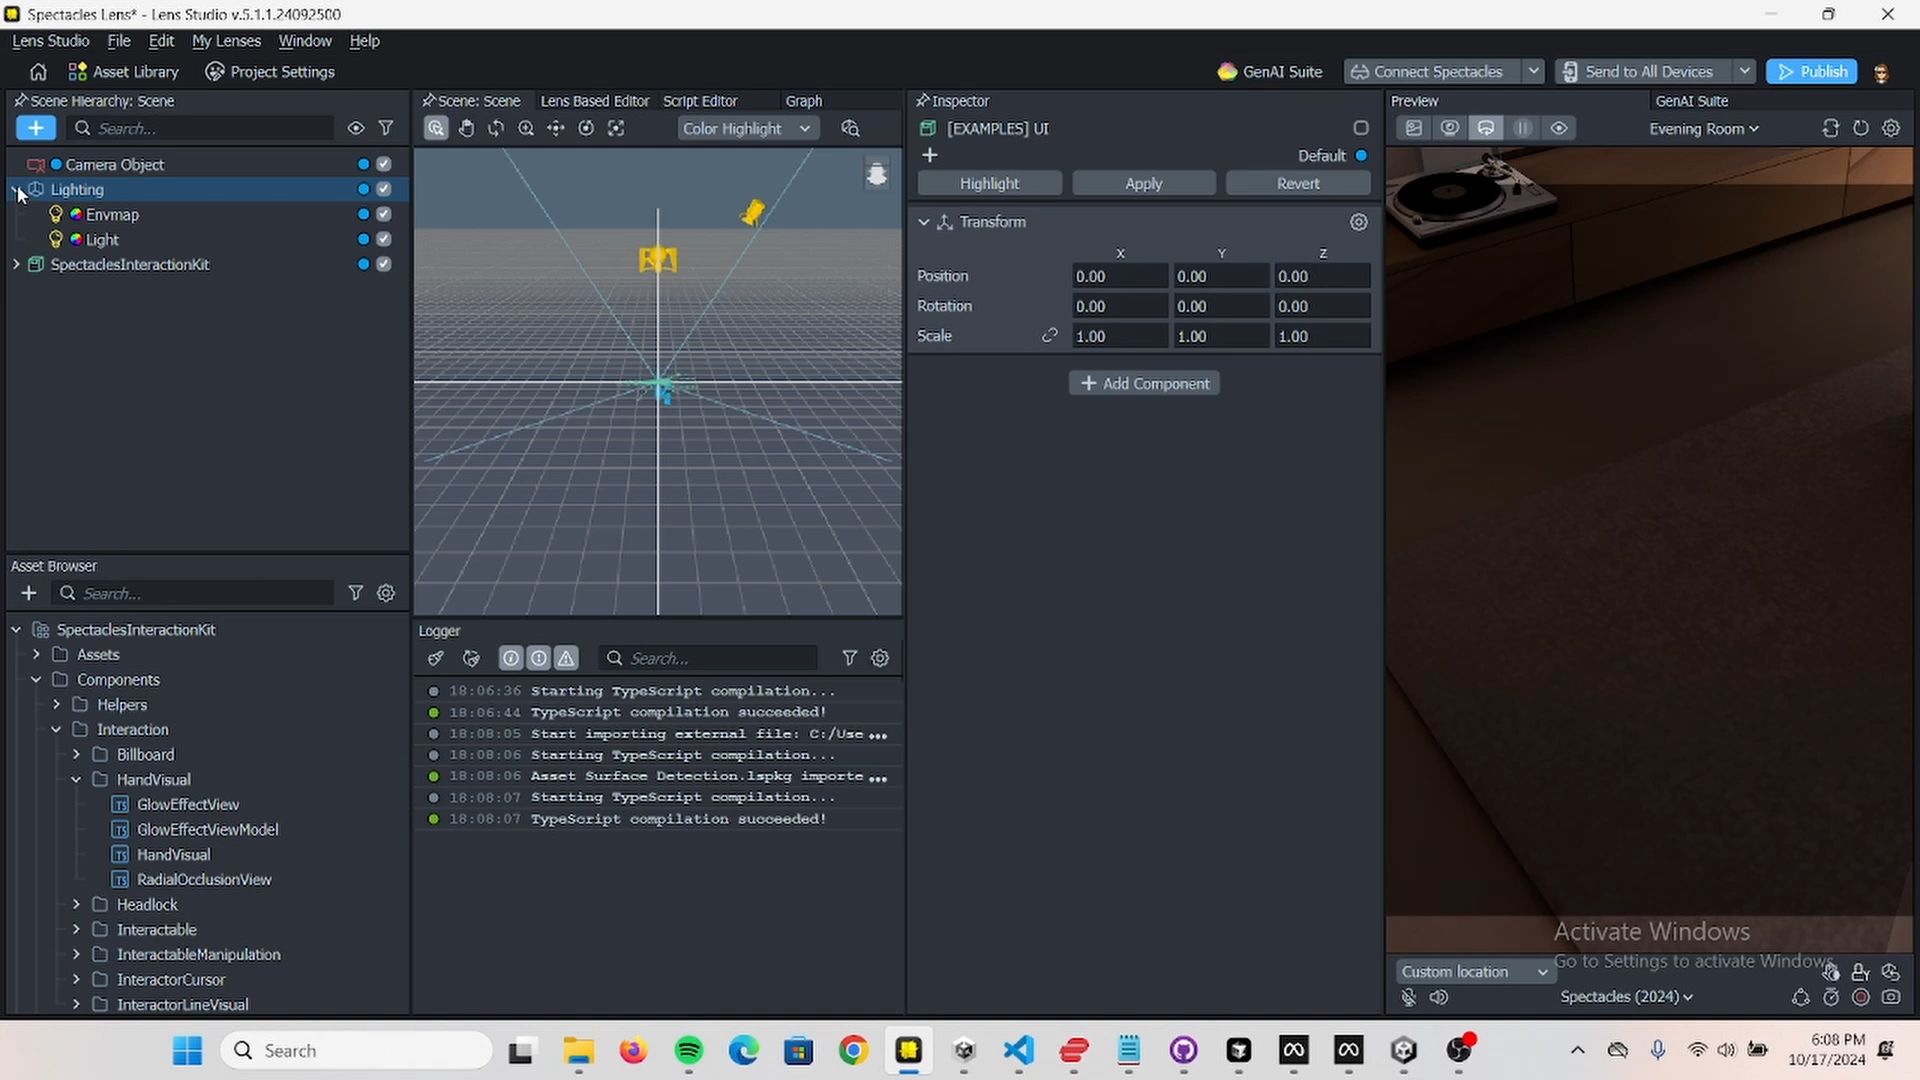 Spectacles Lens* - Lens Studio v.5.1.1.24092500
Lens Studio File Edit My Lenses Window Help
Asset Library Project Settings
GenAI Suite Connect Spectacles Send to All Devices Publish
Scene Hierarchy: Scene
Search...
Camera Object
Lighting
Envmap
Light
SpectaclesInteractionKit
Asset Browser
Search...
SpectaclesInteractionKit
Assets
Components
Helpers
Interaction
Billboard
HandVisual
TS GlowEffectView
TS GlowEffectViewModel
TS HandVisual
TS RadialOcclusionView
Headlock
Interactable
InteractableManipulation
InteractorCursor
InteractorLineVisual
Scene: Scene Lens Based Editor Script Editor Graph
Color Highlight
Logger
Search...
18:06:36 Starting TypeScript compilation...
18:06:44 TypeScript compilation succeeded!
18:08:05 Start importing external file: C:/Use ...
18:08:06 Starting TypeScript compilation...
18:08:06 Asset Surface Detection.lspkg importe ...
18:08:07 Starting TypeScript compilation...
18:08:07 TypeScript compilation succeeded!
Inspector
[EXAMPLES] UI
Default
Highlight Apply Revert
Transform
X Y Z
Position 0.00 0.00 0.00
Rotation 0.00 0.00 0.00
Scale 1.00 1.00 1.00
+ Add Component
Preview GenAI Suite
Evening Room
Activate Windows
Go to Settings to activate Windows.
Custom location
Spectacles (2024)
Search
6:08 PM
10/17/2024